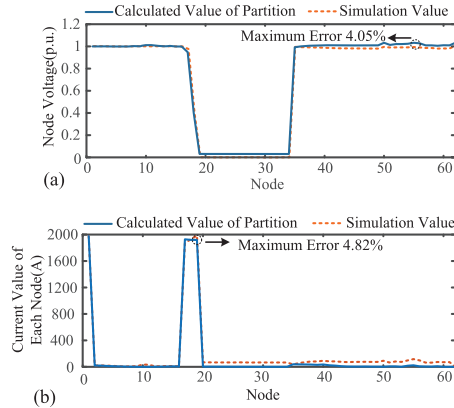 Calculated Value of Partition Simulation Value
Maximum Error 4.05%
Node Voltage(p.u.)
1.2
1
0.8
0.6
0.4
0.2
0
0 10 20 30 40 50 60
(a)
Node
Calculated Value of Partition Simulation Value
Maximum Error 4.82%
Current Value of
Each Node(A)
2000
1600
1200
800
400
0
0 10 20 30 40 50 60
(b)
Node